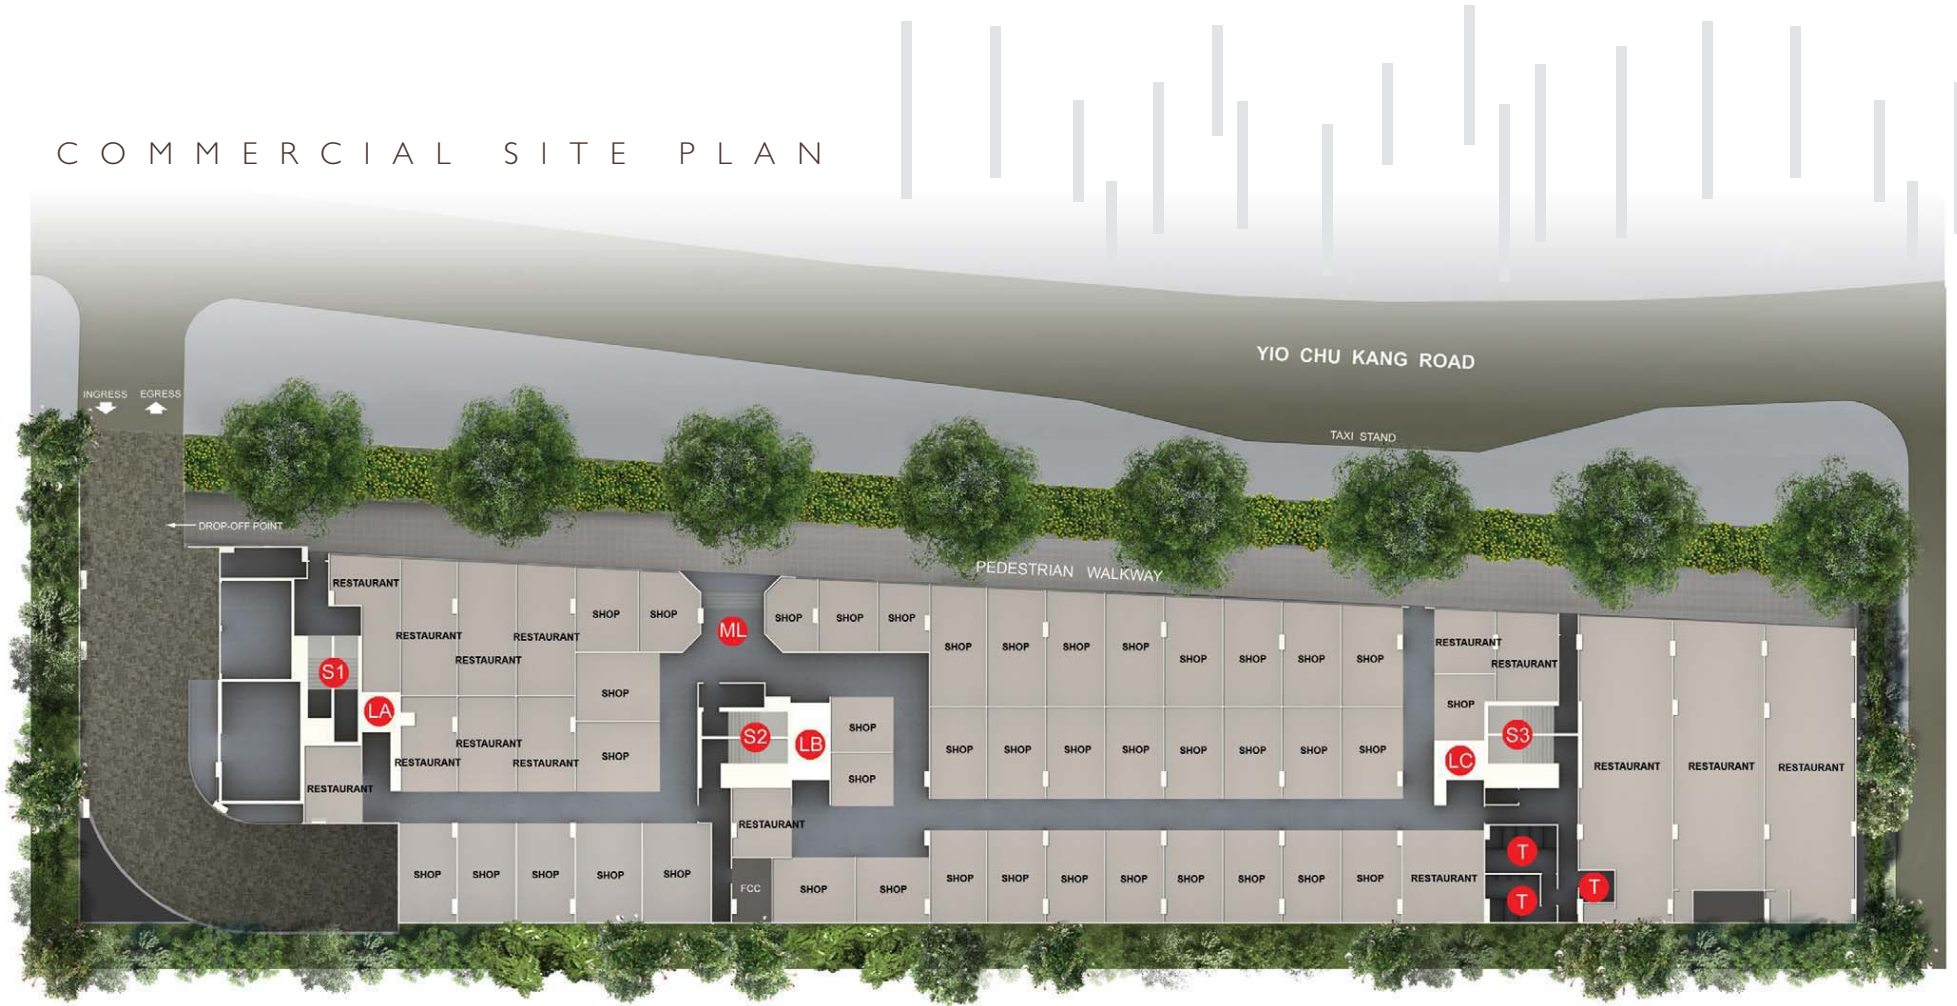 COMMERCIAL SITE PLAN
YIO CHU KANG ROAD
INGRESS EGRESS
TAXI STAND
DROP-OFF POINT
PEDESTRIAN WALKWAY
RESTAURANT
SHOP SHOP SHOP SHOP SHOP
ML
RESTAURANT RESTAURANT
RESTAURANT
SHOP SHOP SHOP SHOP SHOP SHOP SHOP SHOP
RESTAURANT
RESTAURANT
S1
SHOP
SHOP
LA
S2
LB
SHOP
SHOP
S3
RESTAURANT
RESTAURANT RESTAURANT
SHOP
SHOP SHOP SHOP SHOP SHOP SHOP SHOP SHOP
LC
RESTAURANT RESTAURANT RESTAURANT
SHOP
RESTAURANT
RESTAURANT
T
SHOP SHOP SHOP SHOP SHOP
FCC
SHOP SHOP
SHOP SHOP SHOP SHOP SHOP SHOP SHOP SHOP
RESTAURANT
T
T